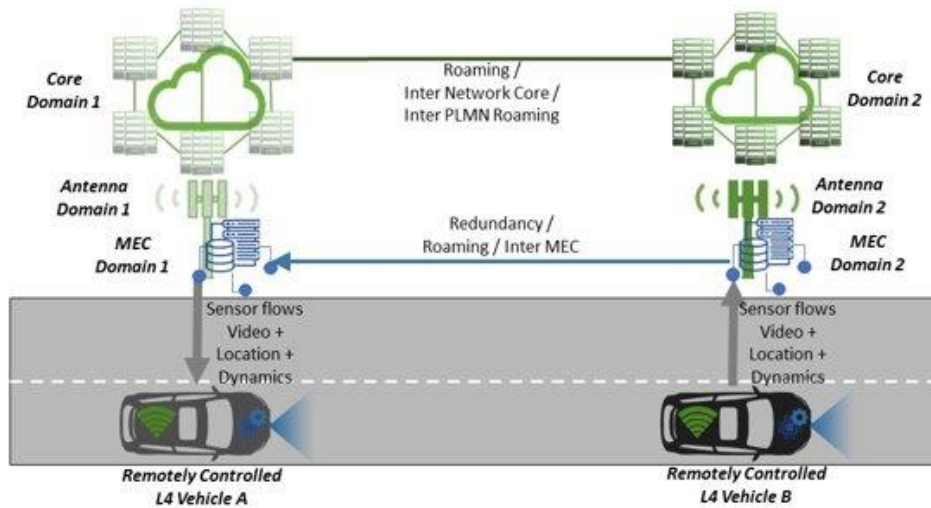 Core
Domain 1
Roaming /
Inter Network Core /
Inter PLMN Roaming
Core
Domain 2
Antenna
Domain 1
Antenna
Domain 2
MEC
Domain 1
Redundancy /
Roaming / Inter MEC
MEC
Domain 2
Sensor flows
Video +
Location +
Dynamics
Sensor flows
Video +
Location +
Dynamics
Remotely Controlled
L4 Vehicle A
Remotely Controlled
L4 Vehicle B